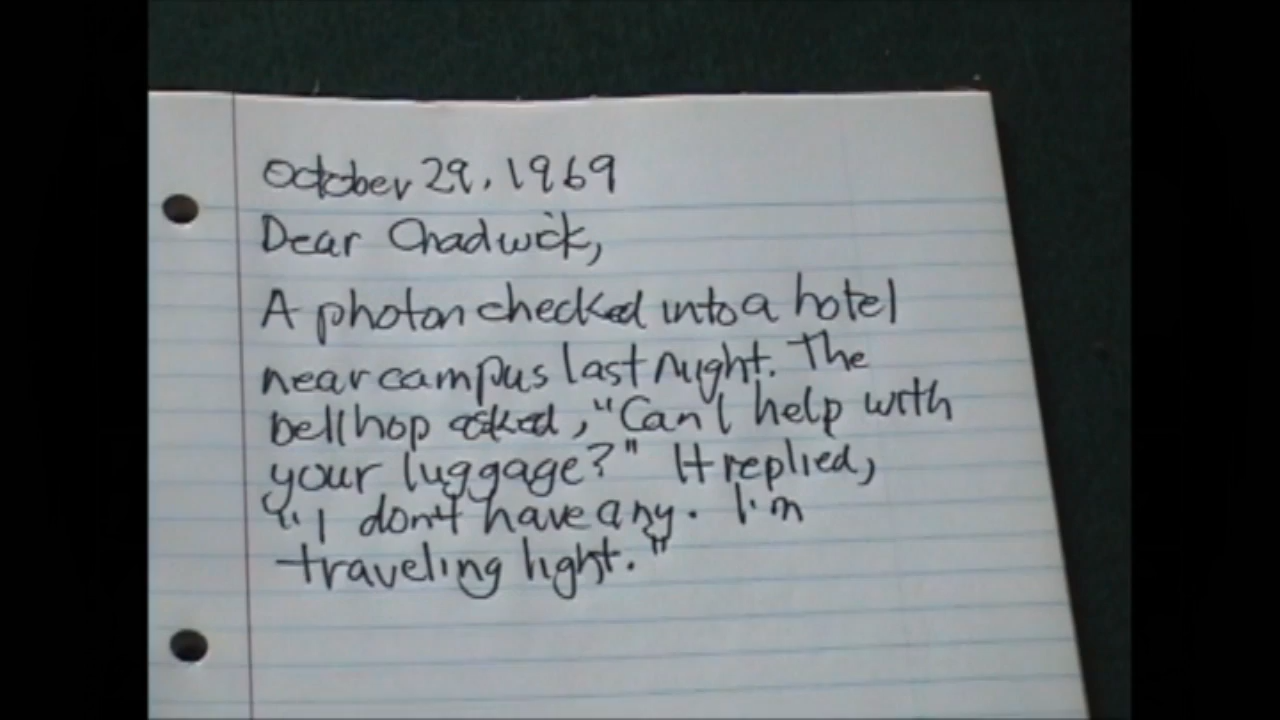 October 29, 1969
Dear Chadwick,
A photon checked into a hotel
near campus last night. The
bellhop asked, "Can I help with
your luggage?" It replied,
"I don't have any. I'm
traveling light."